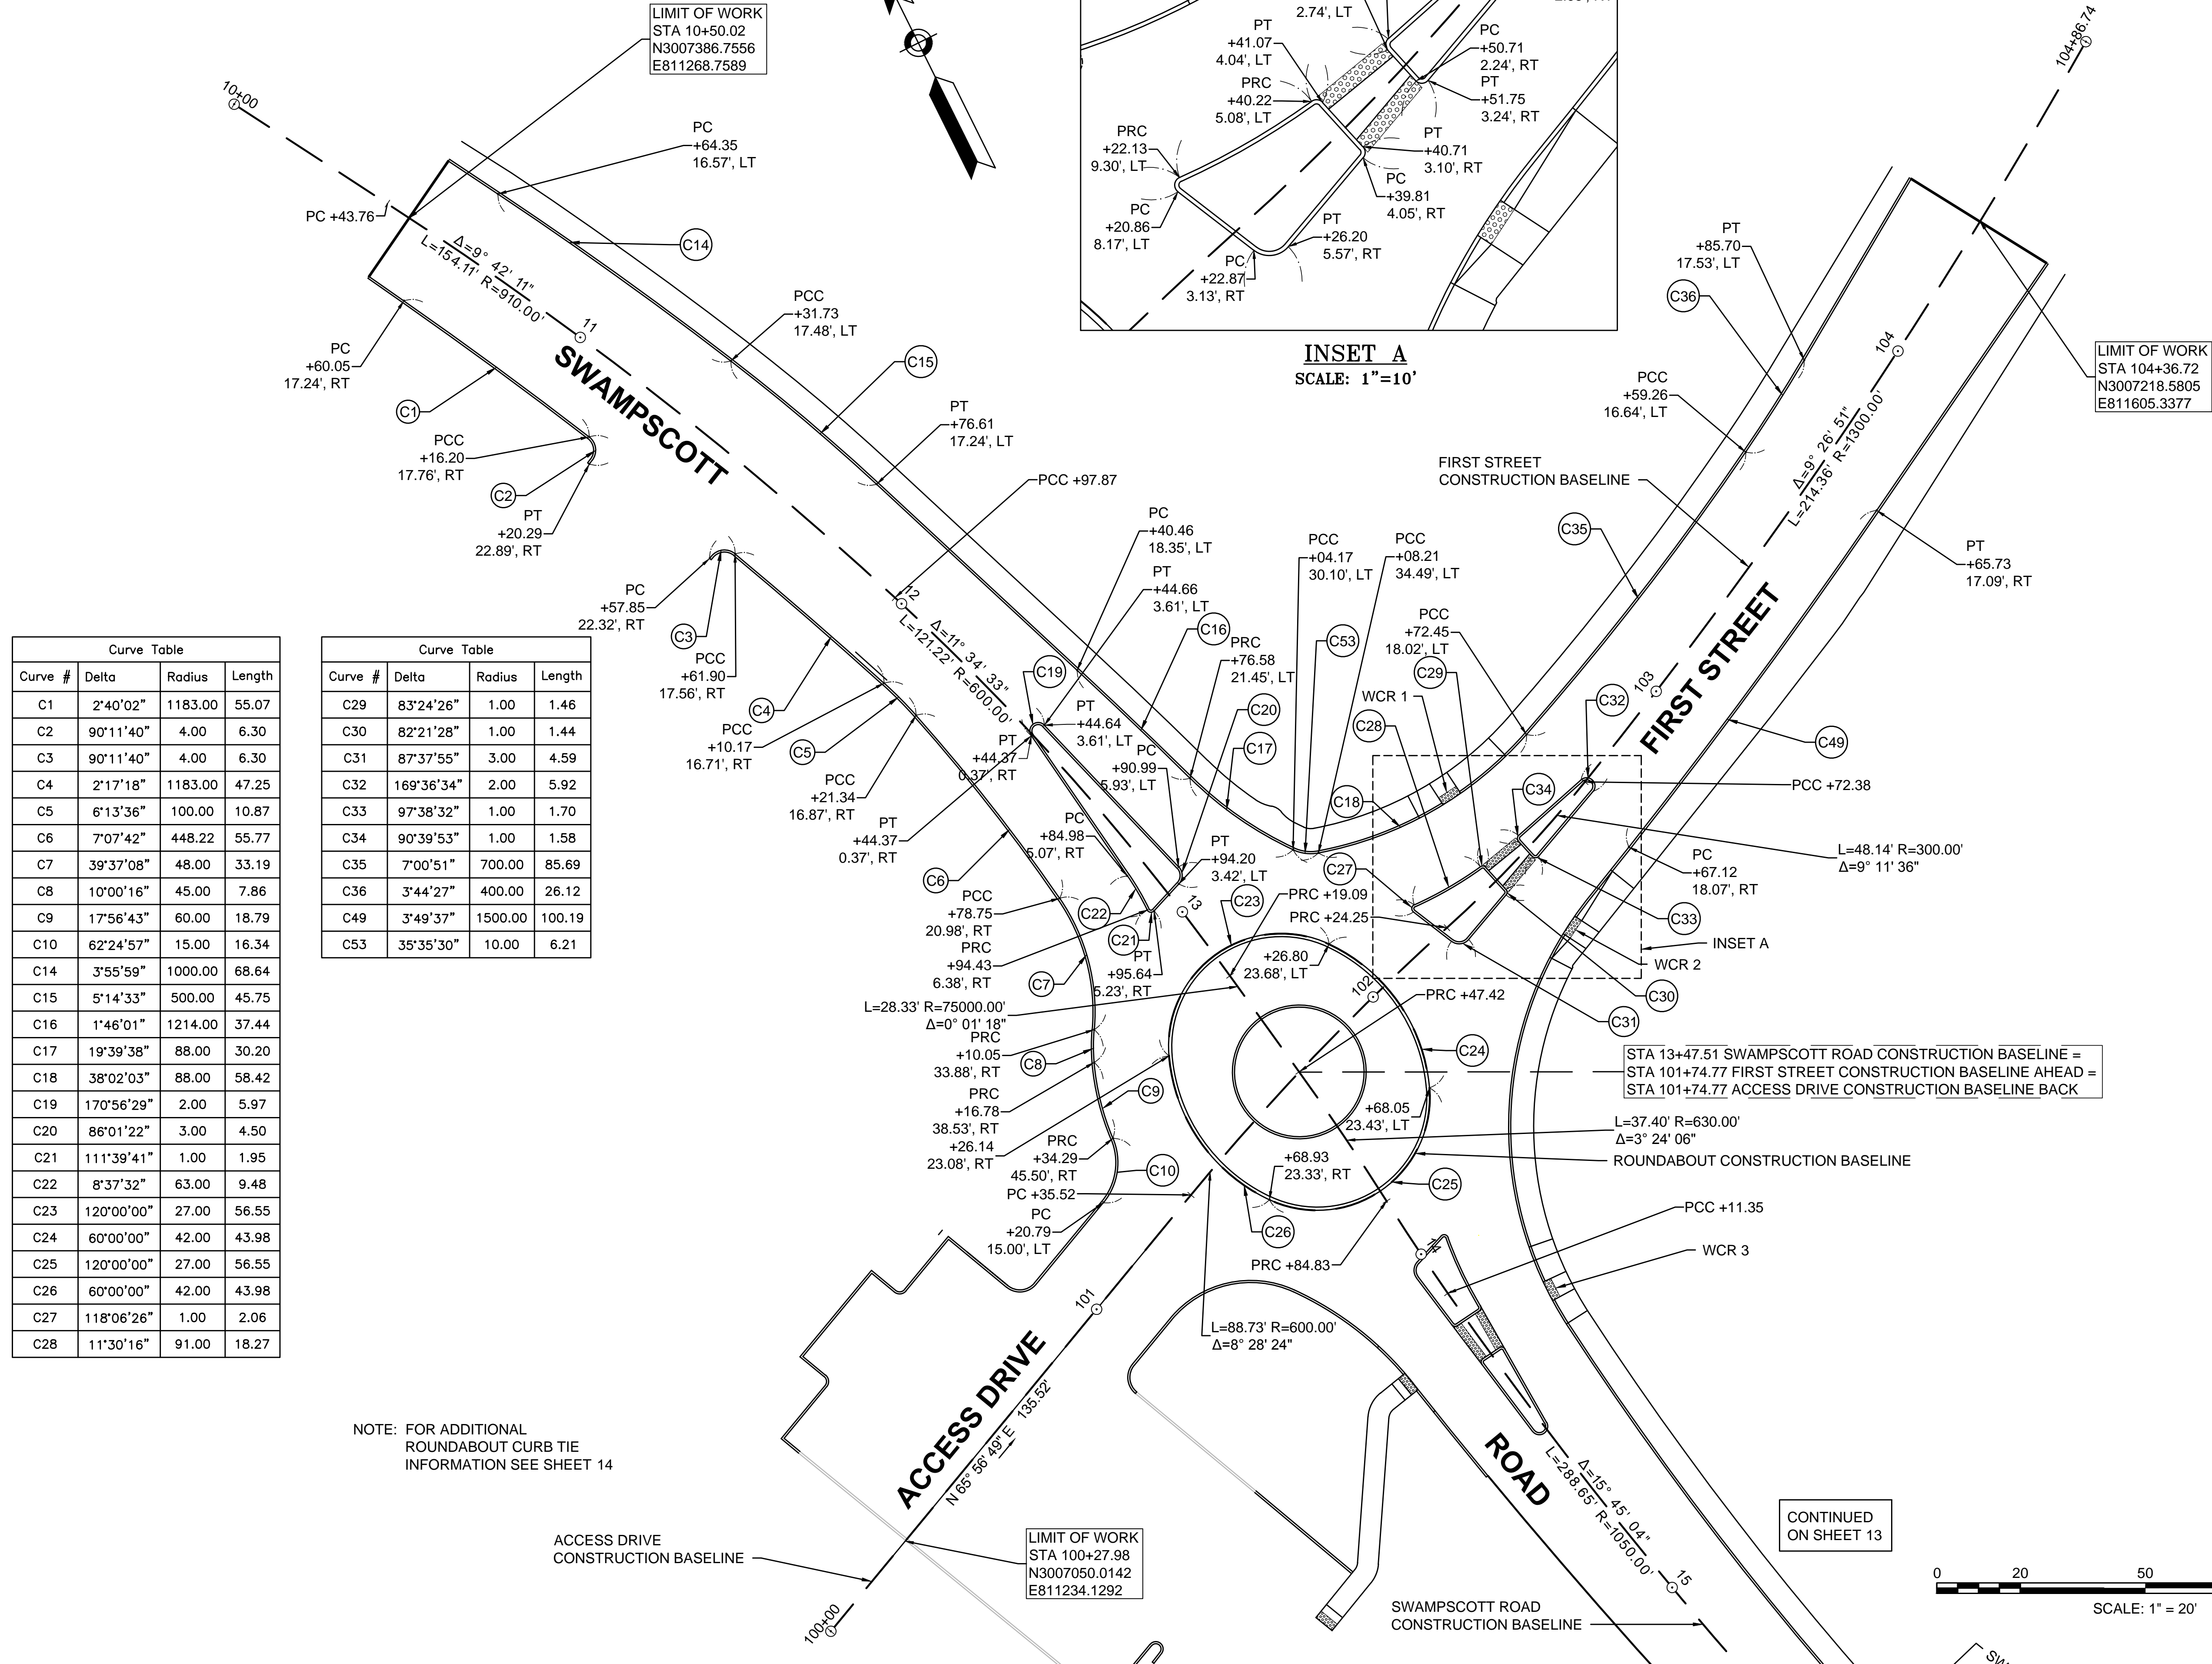 LIMIT OF WORK
STA 10+50.02
N3007386.7556
E811268.7589
10+00
PC
+64.35
16.57', LT
PC +43.76
C14
Δ=9° 42' 11"
L=154.11' R=910.00'
11
PCC
+31.73
17.48', LT
C15
PC
+60.05
17.24', RT
C1
PCC
+16.20
17.76', RT
C2
PT
+20.29
22.89', RT
SWAMPSCOTT
PT
+76.61
17.24', LT
PCC +97.87
12
Δ=11° 34' 33"
L=121.22' R=600.00'
PC
+57.85
22.32', RT
C3
PCC
+61.90
17.56', RT
C4
PCC
+10.17
16.71', RT
C5
PCC
+21.34
16.87', RT
PT
+44.37
0.37', RT
C6
PC
+40.46
18.35', LT
PT
+44.66
3.61', LT
C16
C19
PRC
+76.58
21.45', LT
PT
+44.64
3.61', LT
C20
PT
+44.37
0.37', RT
PC
+90.99
5.93', LT
C17
PC
+84.98
5.07', RT
PT
+94.20
3.42', LT
PCC
+78.75
20.98', RT
C22
13
PRC
+94.43
6.38', RT
C21
PT
+95.64
5.23', RT
C7
L=28.33' R=75000.00'
Δ=0° 01' 18"
PRC
+10.05
33.88', RT
C8
PRC
+16.78
38.53', RT
C9
+26.14
23.08', RT
PRC
+34.29
45.50', RT
C10
PC +35.52
PC
+20.79
15.00', LT
PCC
+04.17
30.10', LT
C53
PCC
+08.21
34.49', LT
PCC
+72.45
18.02', LT
C29
WCR 1
C28
C18
C27
C23
PRC +19.09
PRC +24.25
+26.80
23.68', LT
102
PRC +47.42
C24
+68.05
23.43', LT
+68.93
23.33', RT
C25
C26
PRC +84.83
14
2.74', LT
PT
+41.07
4.04', LT
PRC
+40.22
5.08', LT
PRC
+22.13
9.30', LT
PC
+20.86
8.17', LT
PC
+22.87
3.13', RT
PC
+50.71
2.24', RT
PT
+51.75
3.24', RT
PT
+40.71
3.10', RT
PC
+39.81
4.05', RT
PT
+26.20
5.57', RT
INSET A
SCALE: 1"=10'
104+86.74
PT
+85.70
17.53', LT
C36
104
LIMIT OF WORK
STA 104+36.72
N3007218.5805
E811605.3377
PCC
+59.26
16.64', LT
Δ=9° 26' 51"
L=214.36' R=1300.00'
FIRST STREET
CONSTRUCTION BASELINE
C35
PT
+65.73
17.09', RT
FIRST STREET
103
C32
C49
PCC +72.38
C34
L=48.14' R=300.00'
Δ=9° 11' 36"
PC
+67.12
18.07', RT
C33
INSET A
WCR 2
C30
C31
STA 13+47.51 SWAMPSCOTT ROAD CONSTRUCTION BASELINE =
STA 101+74.77 FIRST STREET CONSTRUCTION BASELINE AHEAD =
STA 101+74.77 ACCESS DRIVE CONSTRUCTION BASELINE BACK
L=37.40' R=630.00'
Δ=3° 24' 06"
ROUNDABOUT CONSTRUCTION BASELINE
PCC +11.35
WCR 3
L=88.73' R=600.00'
Δ=8° 28' 24"
101
ACCESS DRIVE
N 65° 56' 49" E 135.52'
100+00
ACCESS DRIVE
CONSTRUCTION BASELINE
LIMIT OF WORK
STA 100+27.98
N3007050.0142
E811234.1292
ROAD
Δ=15° 45' 04"
L=288.65' R=1050.00'
15
SWAMPSCOTT ROAD
CONSTRUCTION BASELINE
CONTINUED
ON SHEET 13
0 20 50
SCALE: 1" = 20'
NOTE: FOR ADDITIONAL
ROUNDABOUT CURB TIE
INFORMATION SEE SHEET 14
Curve Table
Curve # Delta Radius Length
C1 2°40'02" 1183.00 55.07
C2 90°11'40" 4.00 6.30
C3 90°11'40" 4.00 6.30
C4 2°17'18" 1183.00 47.25
C5 6°13'36" 100.00 10.87
C6 7°07'42" 448.22 55.77
C7 39°37'08" 48.00 33.19
C8 10°00'16" 45.00 7.86
C9 17°56'43" 60.00 18.79
C10 62°24'57" 15.00 16.34
C14 3°55'59" 1000.00 68.64
C15 5°14'33" 500.00 45.75
C16 1°46'01" 1214.00 37.44
C17 19°39'38" 88.00 30.20
C18 38°02'03" 88.00 58.42
C19 170°56'29" 2.00 5.97
C20 86°01'22" 3.00 4.50
C21 111°39'41" 1.00 1.95
C22 8°37'32" 63.00 9.48
C23 120°00'00" 27.00 56.55
C24 60°00'00" 42.00 43.98
C25 120°00'00" 27.00 56.55
C26 60°00'00" 42.00 43.98
C27 118°06'26" 1.00 2.06
C28 11°30'16" 91.00 18.27
Curve Table
Curve # Delta Radius Length
C29 83°24'26" 1.00 1.46
C30 82°21'28" 1.00 1.44
C31 87°37'55" 3.00 4.59
C32 169°36'34" 2.00 5.92
C33 97°38'32" 1.00 1.70
C34 90°39'53" 1.00 1.58
C35 7°00'51" 700.00 85.69
C36 3°44'27" 400.00 26.12
C49 3°49'37" 1500.00 100.19
C53 35°35'30" 10.00 6.21